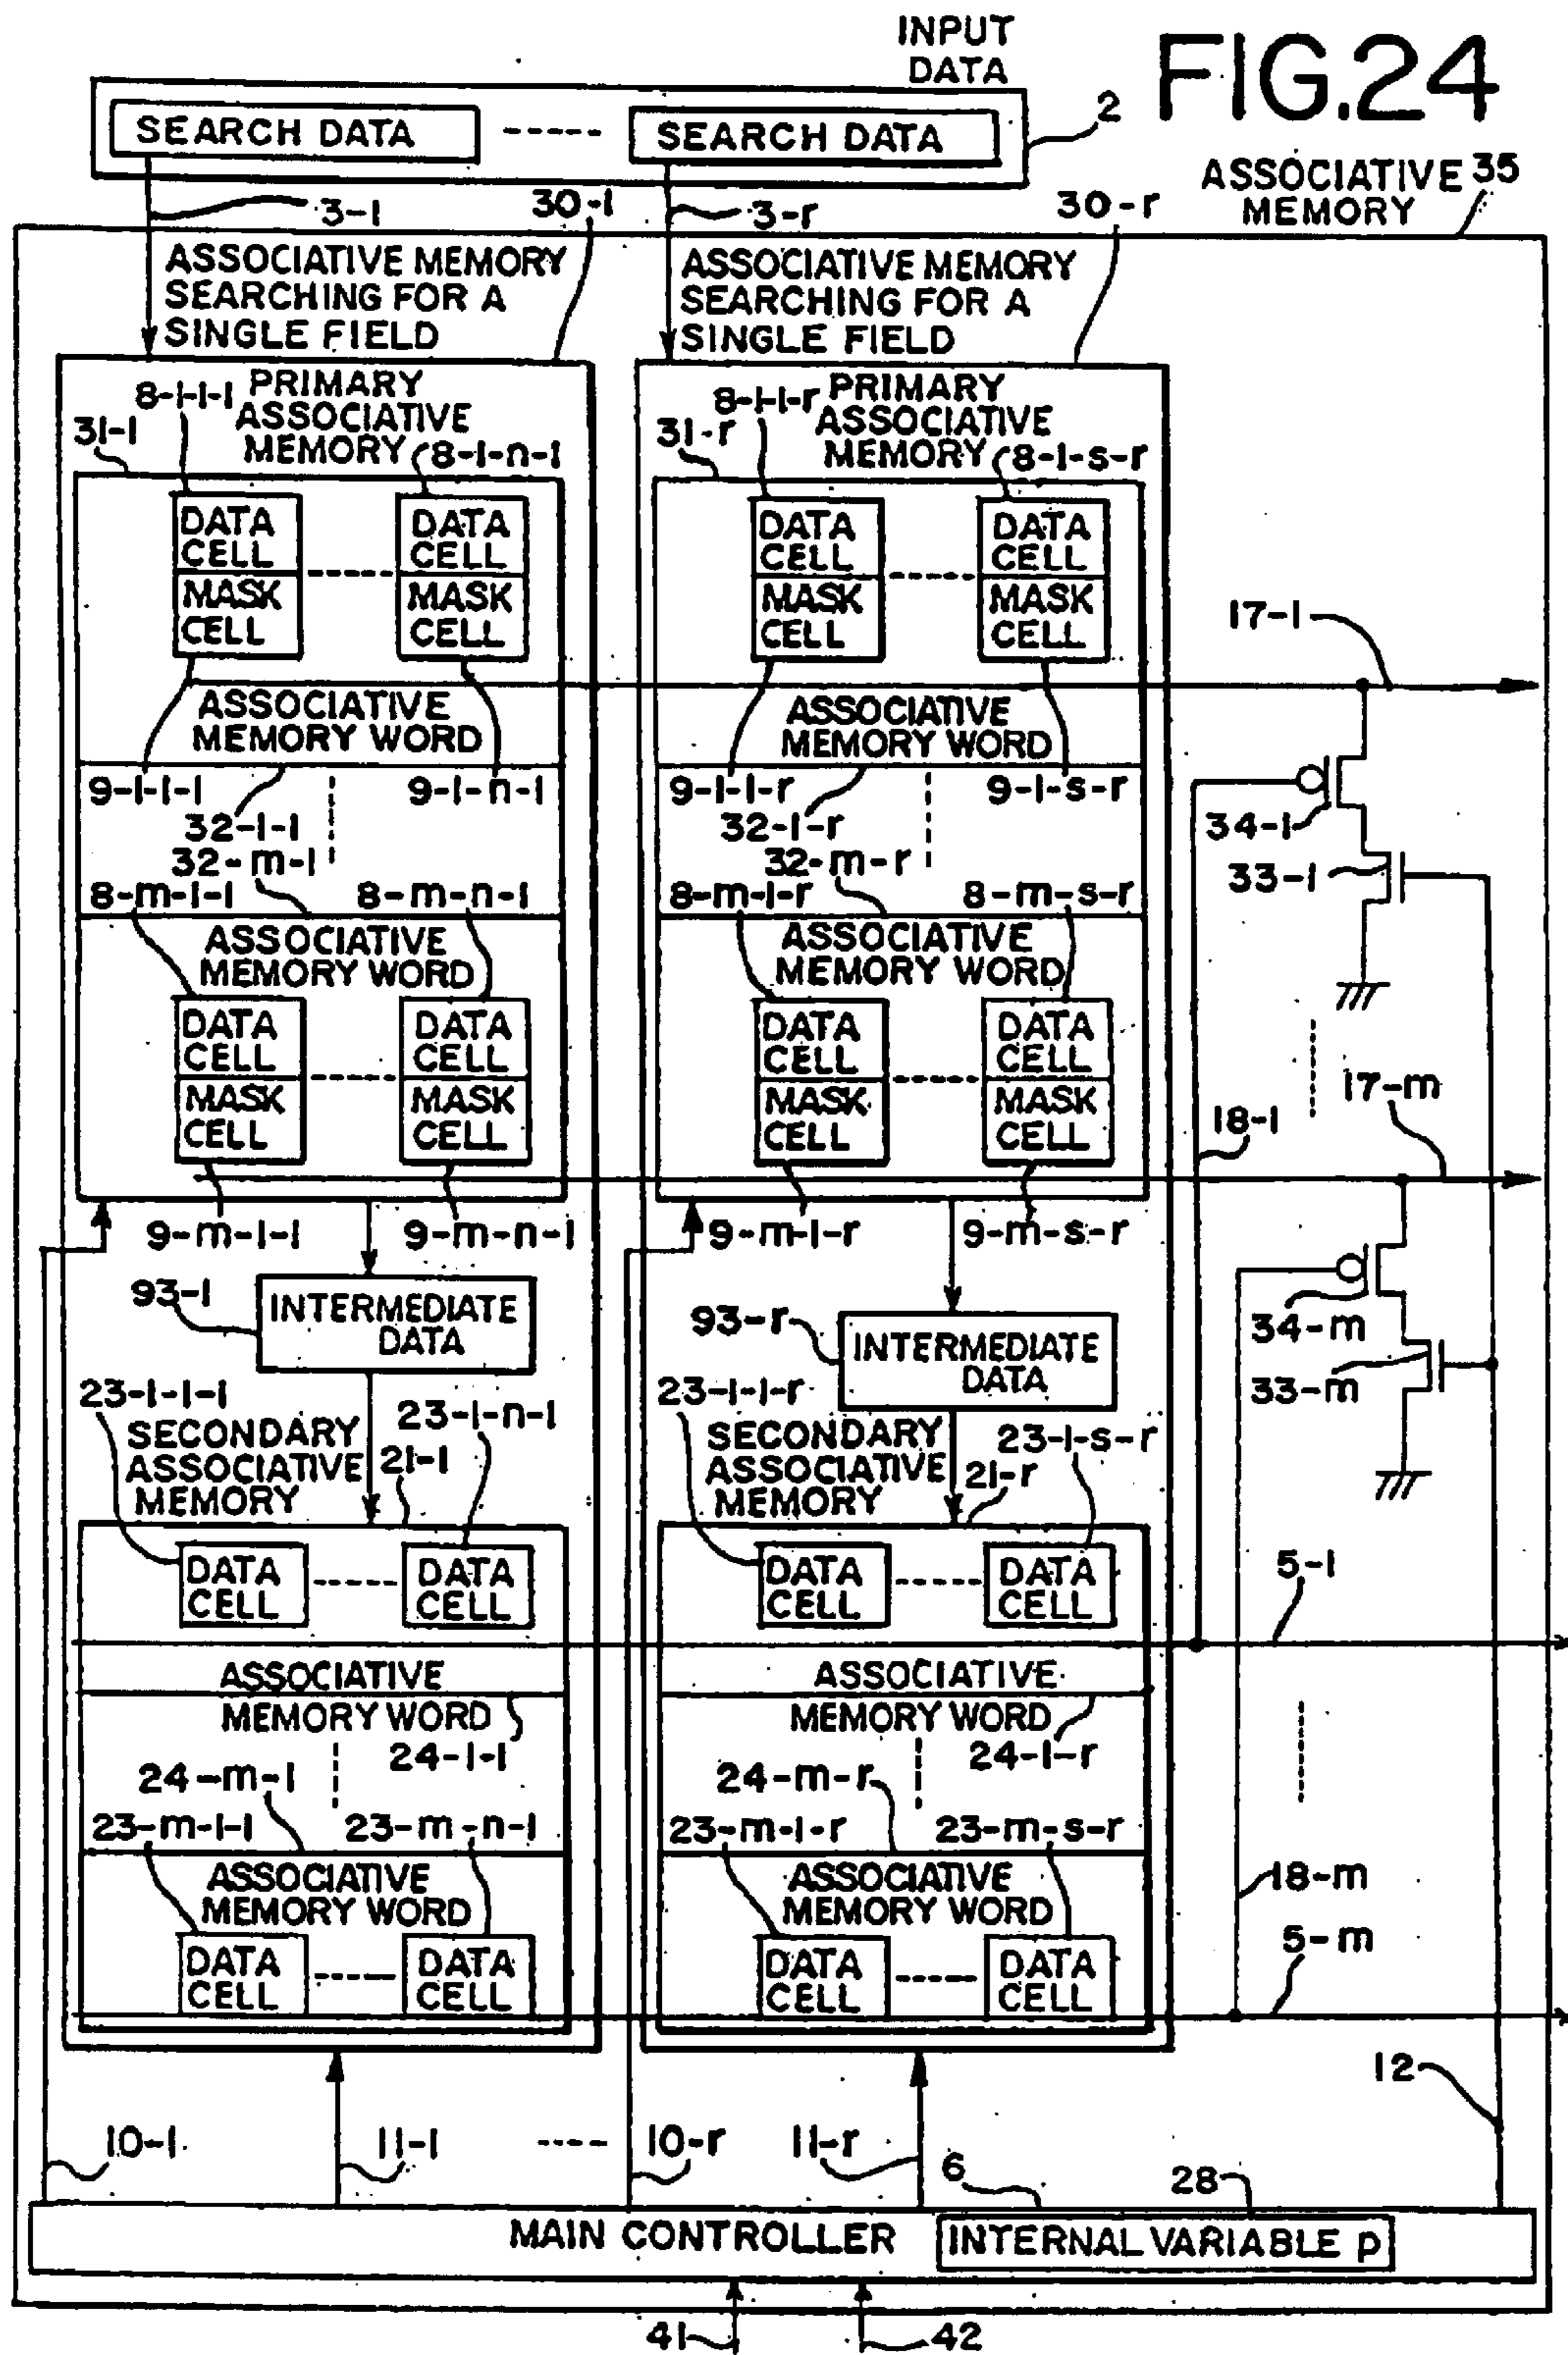 FIG.24
INPUT
DATA
SEARCH DATA
SEARCH DATA
2
ASSOCIATIVE
MEMORY
35
3-1
30-1
3-r
30-r
ASSOCIATIVE MEMORY
SEARCHING FOR A
SINGLE FIELD
ASSOCIATIVE MEMORY
SEARCHING FOR A
SINGLE FIELD
8-1-1-1
PRIMARY
ASSOCIATIVE
MEMORY
31-1
8-1-n-1
8-1-1-r
PRIMARY
ASSOCIATIVE
MEMORY
31-r
8-1-s-r
DATA
CELL
MASK
CELL
DATA
CELL
MASK
CELL
DATA
CELL
MASK
CELL
DATA
CELL
MASK
CELL
17-1
ASSOCIATIVE
MEMORY WORD
ASSOCIATIVE
MEMORY WORD
9-1-1-1
9-1-n-1
9-1-1-r
9-1-s-r
32-1-1
32-1-r
34-1
32-m-1
32-m-r
33-1
8-m-1-1
8-m-n-1
8-m-1-r
8-m-s-r
ASSOCIATIVE
MEMORY WORD
ASSOCIATIVE
MEMORY WORD
DATA
CELL
MASK
CELL
DATA
CELL
MASK
CELL
DATA
CELL
MASK
CELL
DATA
CELL
MASK
CELL
17-m
18-1
9-m-1-1
9-m-n-1
9-m-1-r
9-m-s-r
93-1
INTERMEDIATE
DATA
93-r
INTERMEDIATE
DATA
34-m
33-m
23-1-1-1
23-1-n-1
23-1-1-r
23-1-s-r
SECONDARY
ASSOCIATIVE
MEMORY
21-1
SECONDARY
ASSOCIATIVE
MEMORY
21-r
DATA
CELL
DATA
CELL
DATA
CELL
DATA
CELL
5-1
ASSOCIATIVE
MEMORY WORD
ASSOCIATIVE
MEMORY WORD
24-1-1
24-1-r
24-m-1
24-m-r
23-m-1-1
23-m-n-1
23-m-1-r
23-m-s-r
ASSOCIATIVE
MEMORY WORD
ASSOCIATIVE
MEMORY WORD
18-m
DATA
CELL
DATA
CELL
DATA
CELL
DATA
CELL
5-m
12
10-1
11-1
10-r
11-r
6
28
MAIN CONTROLLER
INTERNAL VARIABLE p
41
42